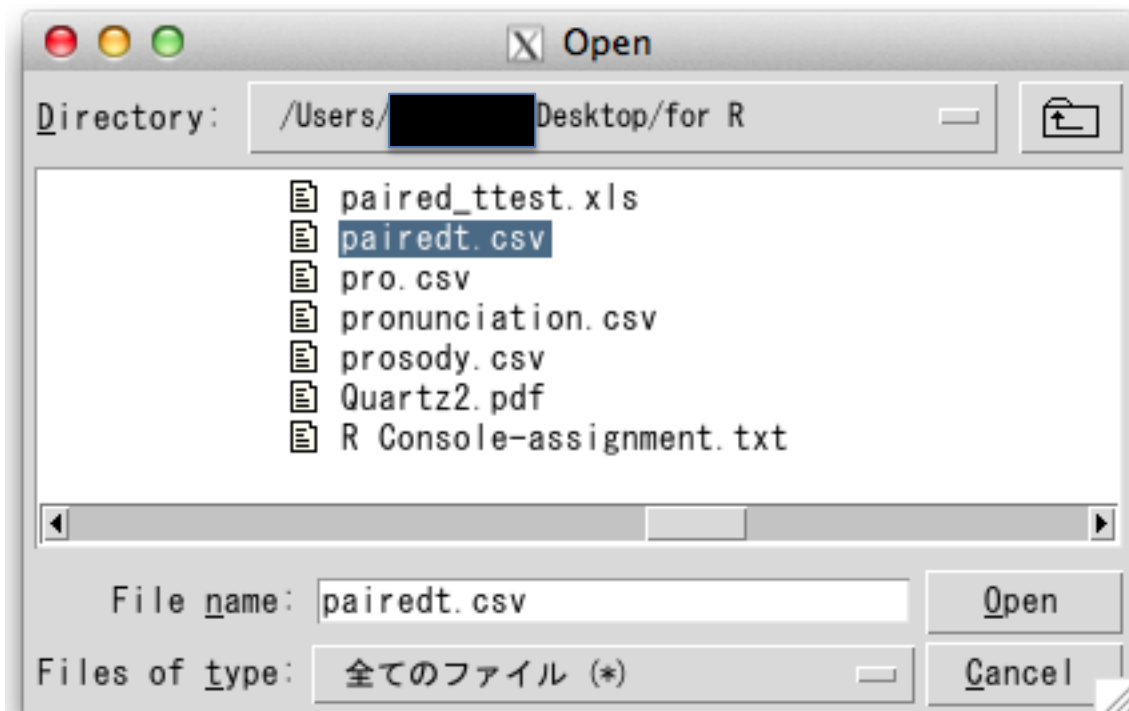 Open
Directory: /Users/ Desktop/for R
paired_ttest.xls
pairedt.csv
pro.csv
pronunciation.csv
prosody.csv
Quartz2.pdf
R Console-assignment.txt
File name: pairedt.csv
Open
Files of type: 全てのファイル (*)
Cancel